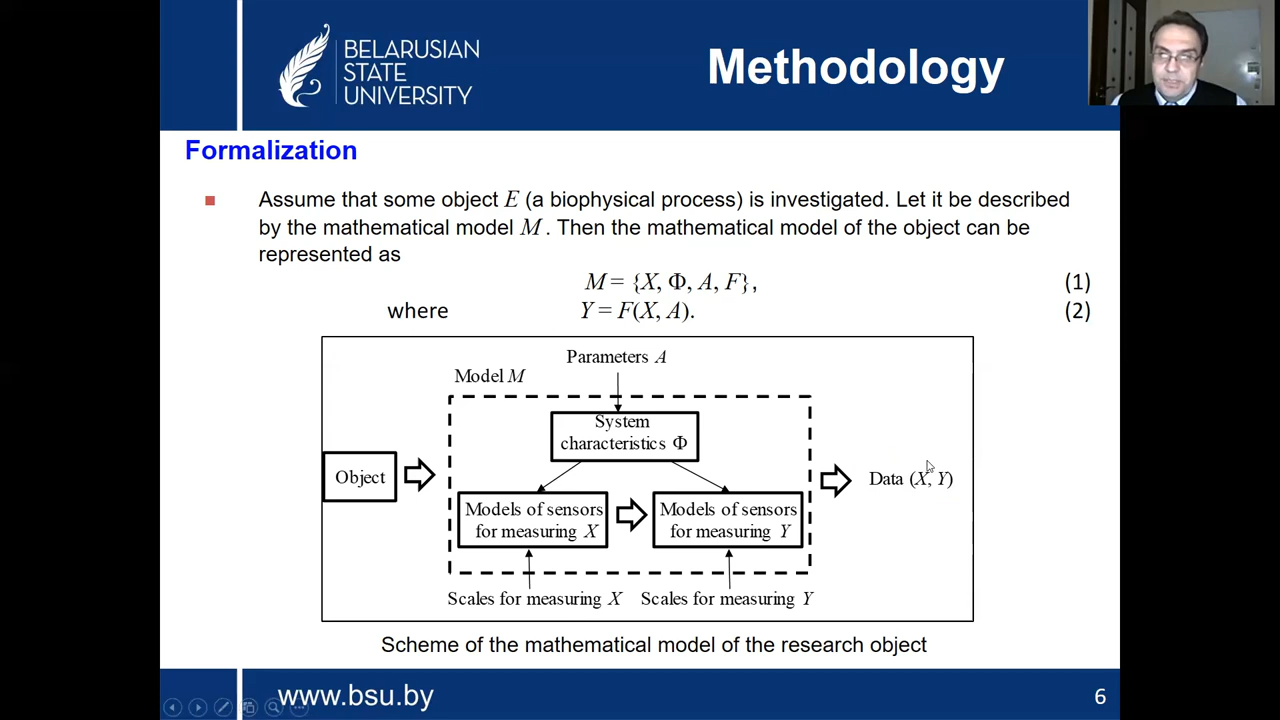 BELARUSIAN
STATE
UNIVERSITY
Methodology
Formalization
Assume that some object E (a biophysical process) is investigated. Let it be described
by the mathematical model M . Then the mathematical model of the object can be
represented as
M = {X, Φ, A, F}, (1)
where Y = F(X, A). (2)
Parameters A
Model M
System
characteristics Φ
Object
Models of sensors
for measuring X
Models of sensors
for measuring Y
Data (X, Y)
Scales for measuring X
Scales for measuring Y
Scheme of the mathematical model of the research object
www.bsu.by
6